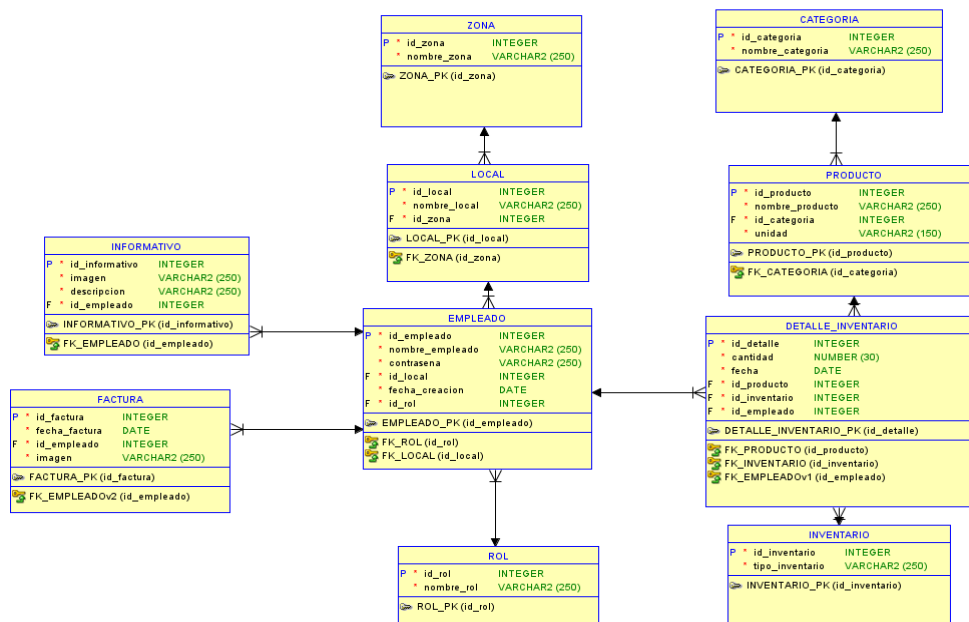 ZONA
P * id_zona INTEGER
* nombre_zona VARCHAR2 (250)
ZONA_PK (id_zona)
CATEGORIA
P * id_categoria INTEGER
* nombre_categoria VARCHAR2 (250)
CATEGORIA_PK (id_categoria)
LOCAL
P * id_local INTEGER
* nombre_local VARCHAR2 (250)
F * id_zona INTEGER
LOCAL_PK (id_local)
FK_ZONA (id_zona)
PRODUCTO
P * id_producto INTEGER
* nombre_producto VARCHAR2 (250)
F * id_categoria INTEGER
* unidad VARCHAR2 (150)
PRODUCTO_PK (id_producto)
FK_CATEGORIA (id_categoria)
INFORMATIVO
P * id_informativo INTEGER
* imagen VARCHAR2 (250)
* descripcion VARCHAR2 (250)
F * id_empleado INTEGER
INFORMATIVO_PK (id_informativo)
FK_EMPLEADO (id_empleado)
EMPLEADO
P * id_empleado INTEGER
* nombre_empleado VARCHAR2 (250)
* contrasena VARCHAR2 (250)
F * id_local INTEGER
* fecha_creacion DATE
F * id_rol INTEGER
EMPLEADO_PK (id_empleado)
FK_ROL (id_rol)
FK_LOCAL (id_local)
DETALLE_INVENTARIO
P * id_detalle INTEGER
* cantidad NUMBER (30)
* fecha DATE
F * id_producto INTEGER
F * id_inventario INTEGER
F * id_empleado INTEGER
DETALLE_INVENTARIO_PK (id_detalle)
FK_PRODUCTO (id_producto)
FK_INVENTARIO (id_inventario)
FK_EMPLEADOv1 (id_empleado)
FACTURA
P * id_factura INTEGER
* fecha_factura DATE
F * id_empleado INTEGER
* imagen VARCHAR2 (250)
FACTURA_PK (id_factura)
FK_EMPLEADOv2 (id_empleado)
ROL
P * id_rol INTEGER
* nombre_rol VARCHAR2 (250)
ROL_PK (id_rol)
INVENTARIO
P * id_inventario INTEGER
* tipo_inventario VARCHAR2 (250)
INVENTARIO_PK (id_inventario)